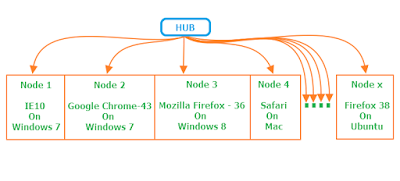 HUB
Node 1
IE10
On
Windows 7
Node 2
Google Chrome-43
On
Windows 7
Node 3
Mozilla Firefox - 36
On
Windows 8
Node 4
Safari
On
Mac
Node x
Firefox 38
On
Ubuntu